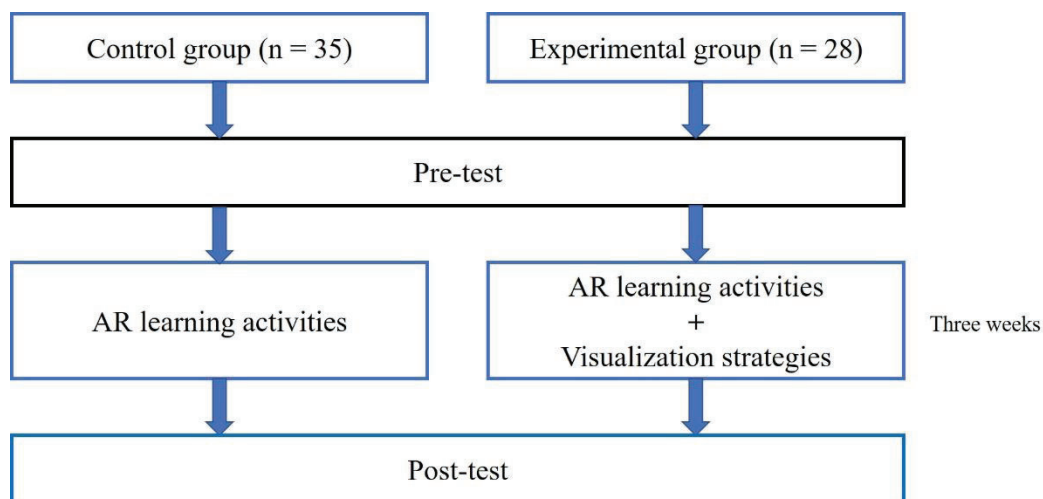 Control group (n = 35)
Experimental group (n = 28)
Pre-test
AR learning activities
AR learning activities
+
Visualization strategies
Three weeks
Post-test